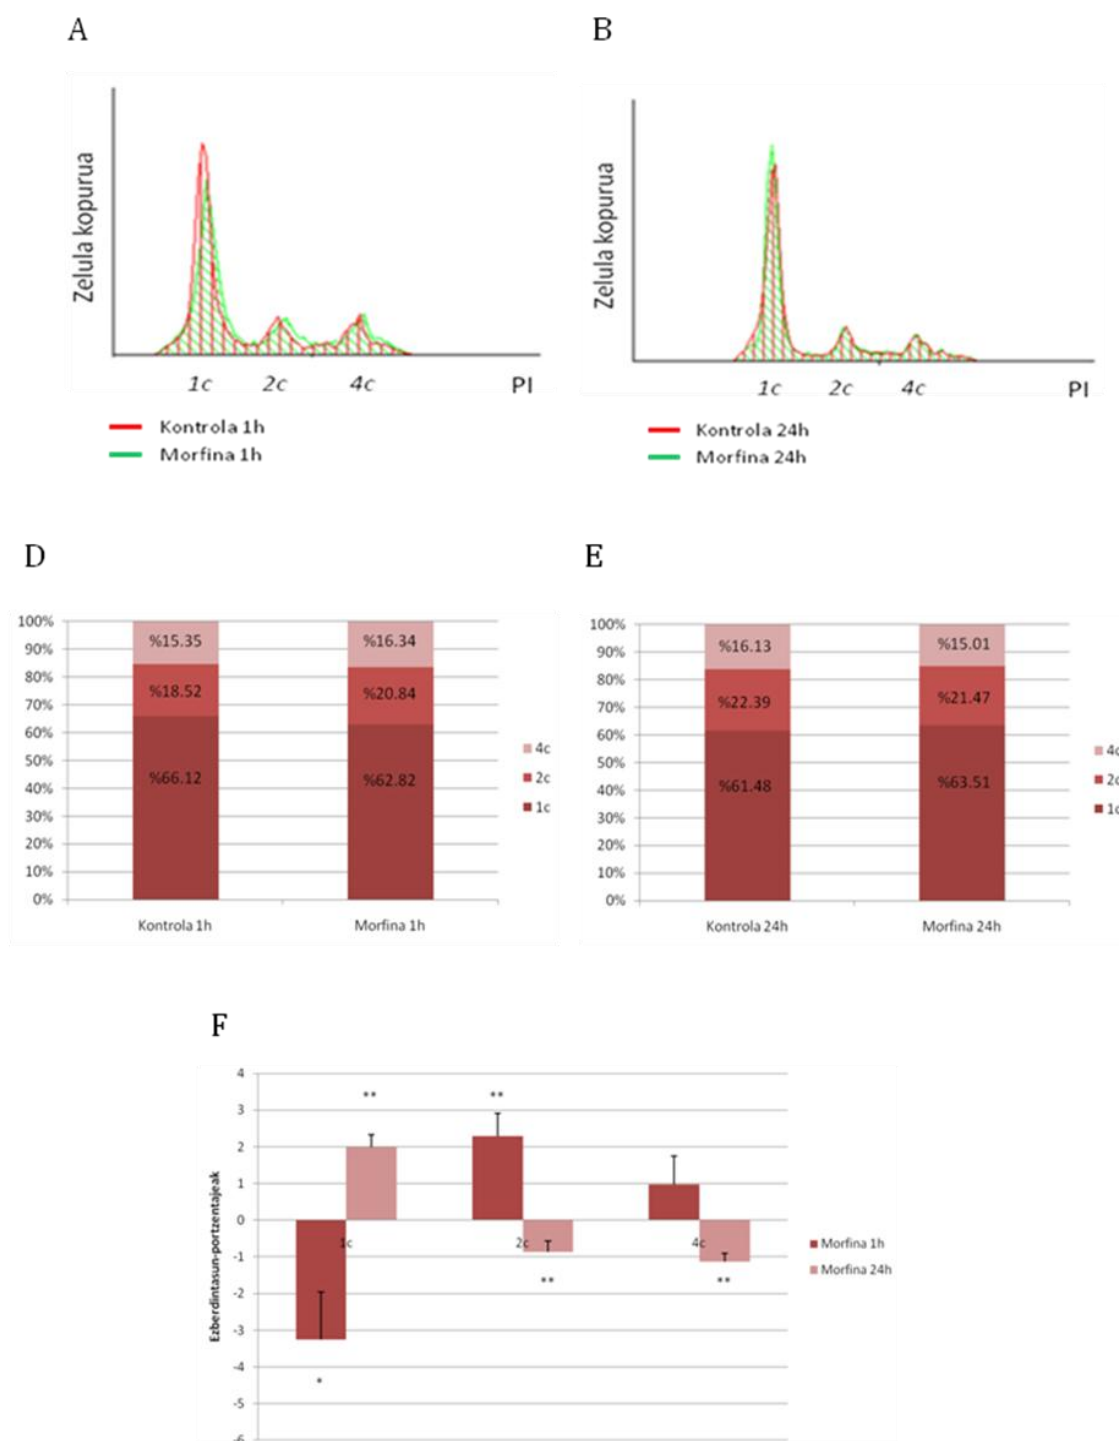 A
B
Zelula kopurua
1c 2c 4c PI
Kontrola 1h
Morfina 1h
Zelula kopurua
1c 2c 4c PI
Kontrola 24h
Morfina 24h
D
E
100%
90%
80%
70%
60%
50%
40%
30%
20%
10%
0%
%15.35
%16.34
%18.52
%20.84
%66.12
%62.82
4c
2c
1c
Kontrola 1h
Morfina 1h
100%
90%
80%
70%
60%
50%
40%
30%
20%
10%
0%
%16.13
%15.01
%22.39
%21.47
%61.48
%63.51
4c
2c
1c
Kontrola 24h
Morfina 24h
F
Ezberdintasun-portzentajeak
4
3
2
1
0
-1
-2
-3
-4
-5
-6
** **
1c 2c 4c
** **
*
Morfina 1h
Morfina 24h